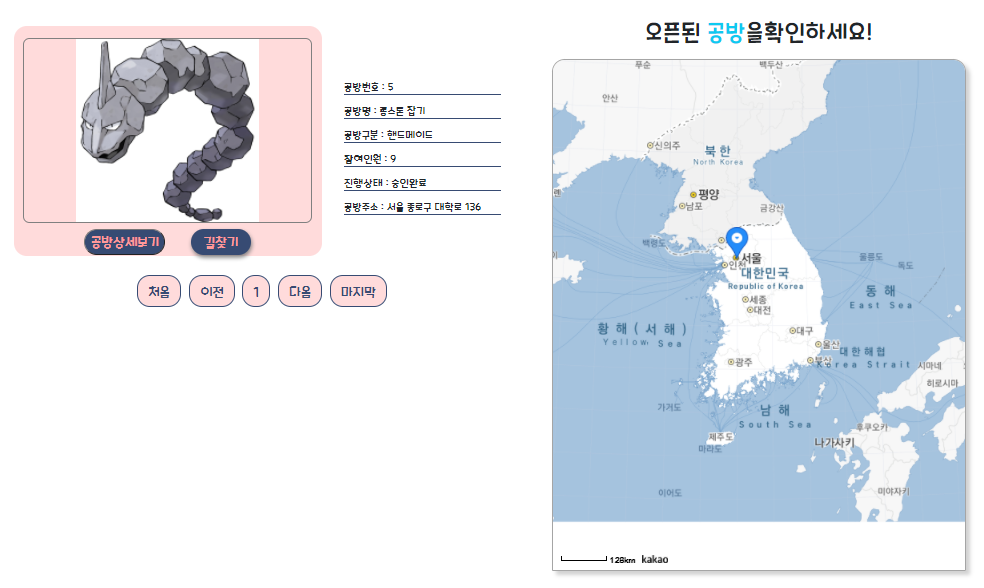 오픈된 공방을확인하세요!
공방번호 : 5
공방명 : 롱스톤 잡기
공방구분 : 핸드메이드
참여인원 : 9
진행상태 : 승인완료
공방주소 : 서울 종로구 대학로 136
공방상세보기
길찾기
처음
이전
1
다음
마지막
푸순
백두산
안산
신의주
북한
North Korea
평양
남포
금강산
백령도
서울
인천
대한민국
Republic of Korea
울릉도
독도
동해
East Sea
세종
대전
황해(서해)
Yellow Sea
대구
울산
부산
대한해협
Korea Strait
시마네
히로시마
광주
가거도
남해
South Sea
제주도
마라도
후쿠오카
나가사키
이어도
미야자키
128km kakao